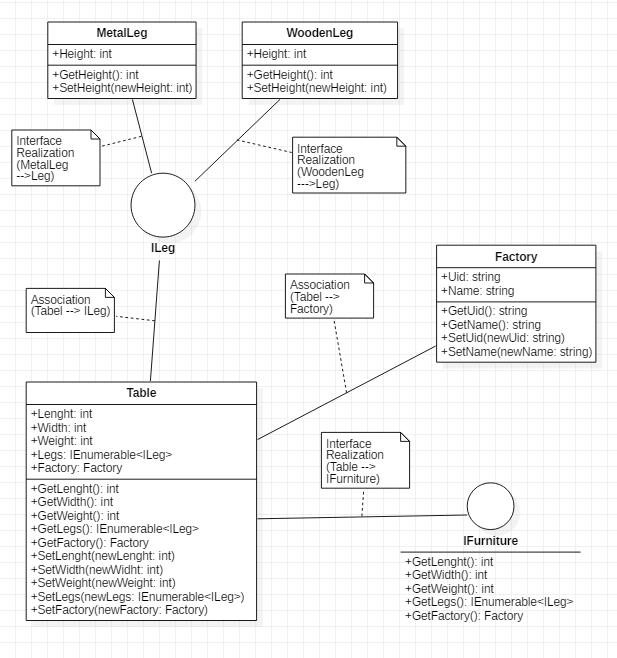 MetalLeg
+Height: int
+GetHeight(): int
+SetHeight(newHeight: int)
WoodenLeg
+Height: int
+GetHeight(): int
+SetHeight(newHeight: int)
Interface
Realization
(MetalLeg
-->Leg)
Interface
Realization
(WoodenLeg
--->Leg)
ILeg
Association
(Tabel --> ILeg)
Association
(Tabel -->
Factory)
Factory
+Uid: string
+Name: string
+GetUid(): string
+GetName(): string
+SetUid(newUid: string)
+SetName(newName: string)
Table
+Lenght: int
+Width: int
+Weight: int
+Legs: IEnumerable<ILeg>
+Factory: Factory
+GetLenght(): int
+GetWidth(): int
+GetWeight(): int
+GetLegs(): IEnumerable<ILeg>
+GetFactory(): Factory
+SetLenght(newLenght: int)
+SetWidth(newWidht: int)
+SetWeight(newWeight: int)
+SetLegs(newLegs: IEnumerable<ILeg>)
+SetFactory(newFactory: Factory)
Interface
Realization
(Table -->
IFurniture)
IFurniture
+GetLenght(): int
+GetWidth(): int
+GetWeight(): int
+GetLegs(): IEnumerable<ILeg>
+GetFactory(): Factory